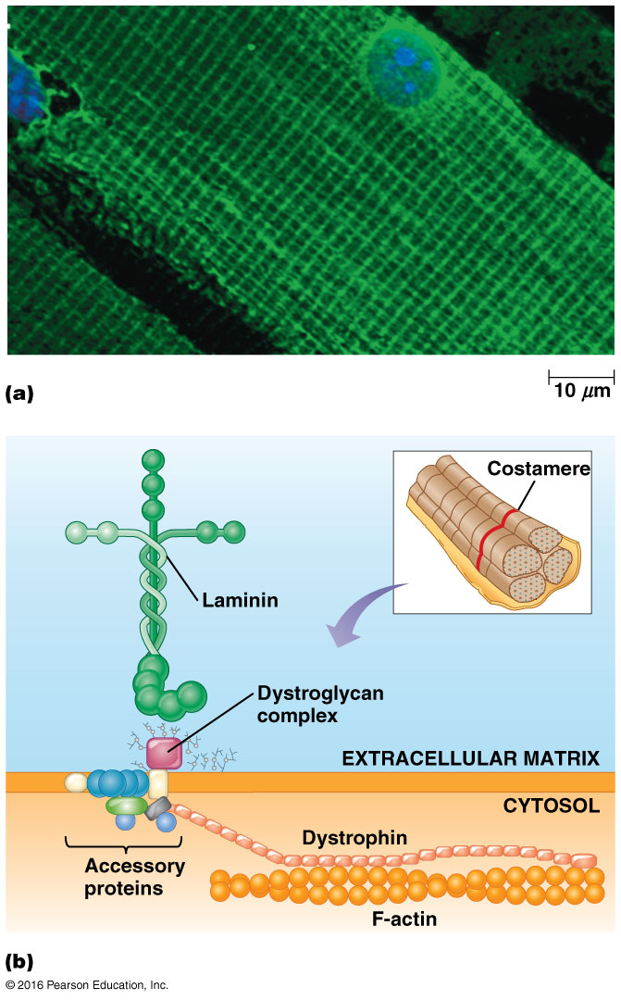 (a)
10 μm
Costamere
Laminin
Dystroglycan
complex
EXTRACELLULAR MATRIX
CYTOSOL
Dystrophin
Accessory
proteins
F-actin
(b)
© 2016 Pearson Education, Inc.